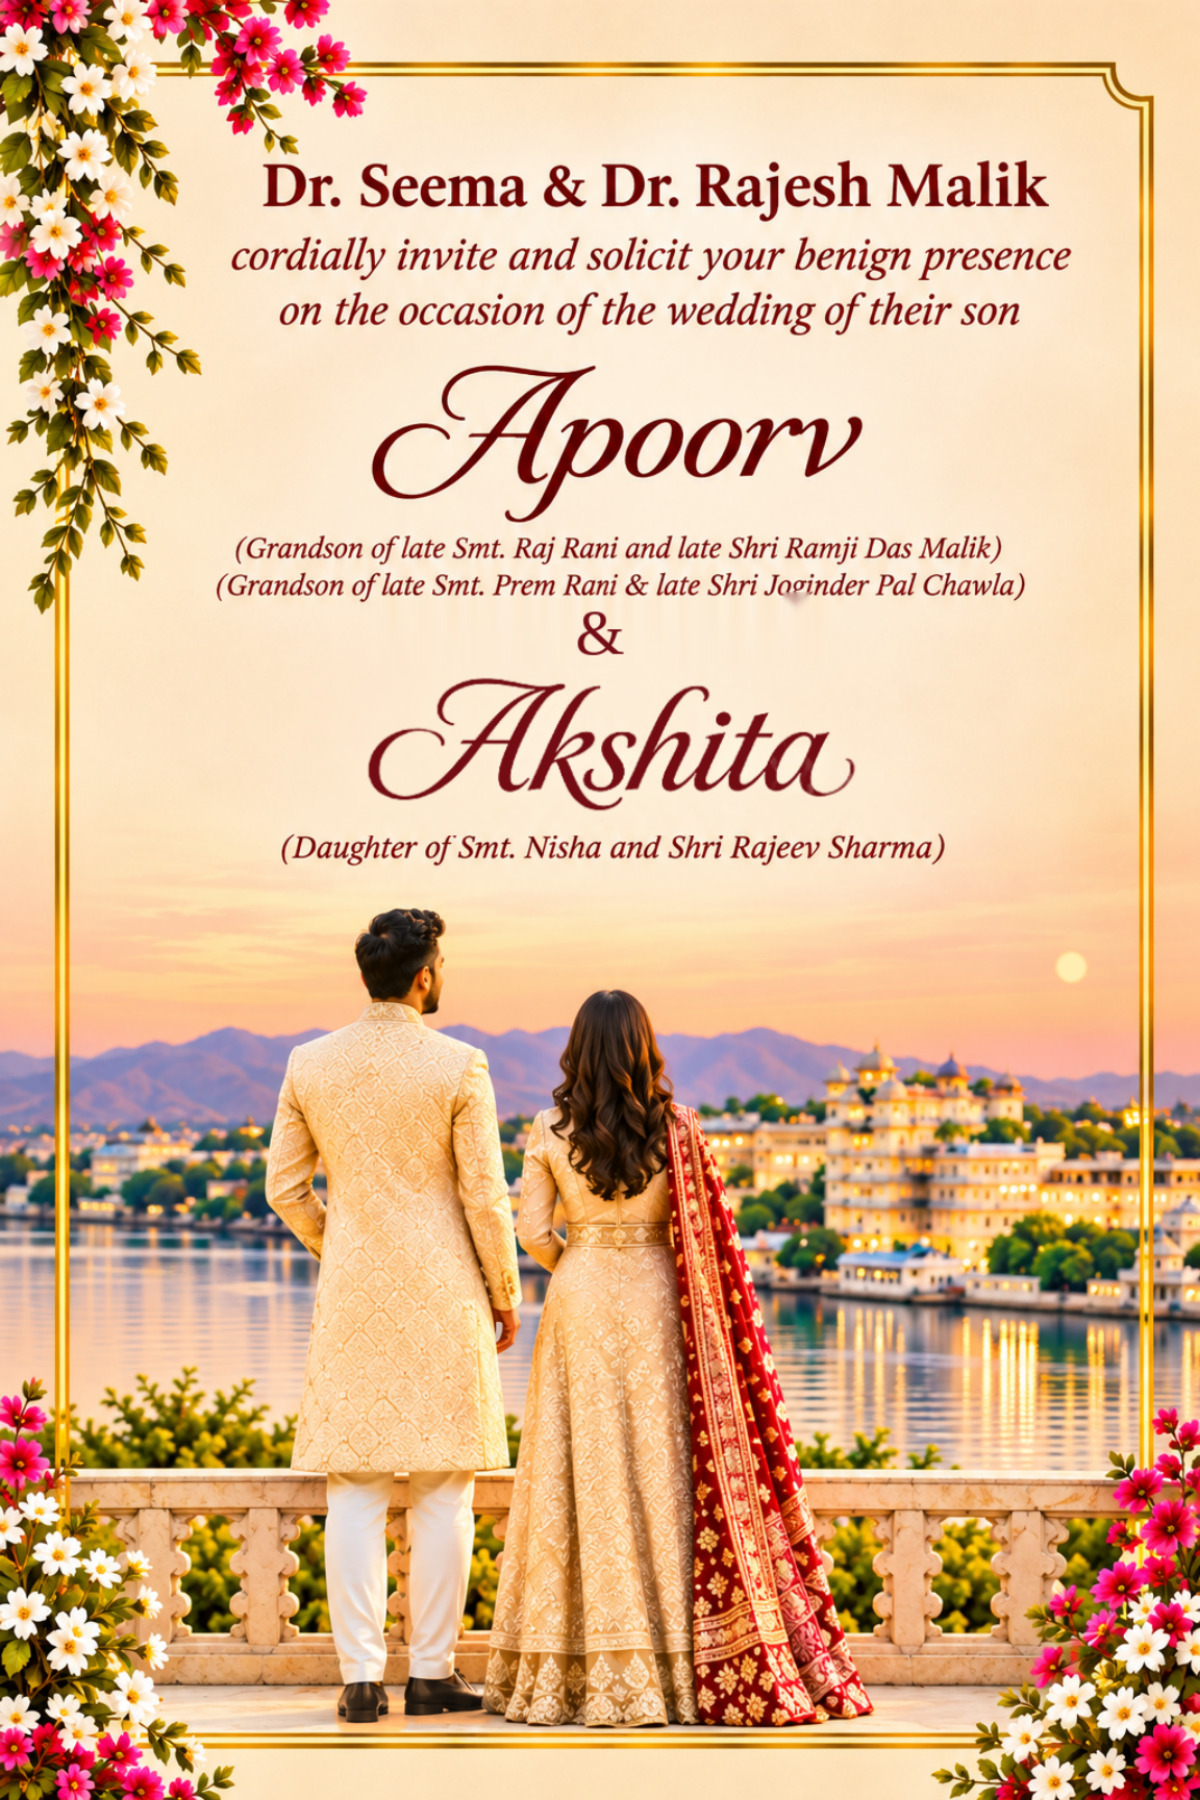 Dr. Seema & Dr. Rajesh Malik
cordially invite and solicit your benign presence
on the occasion of the wedding of their son
Apoorv
(Grandson of late Smt. Raj Rani and late Shri Ramji Das Malik)
(Grandson of late Smt. Prem Rani & late Shri Joginder Pal Chawla)
&
Akshita
(Daughter of Smt. Nisha and Shri Rajeev Sharma)